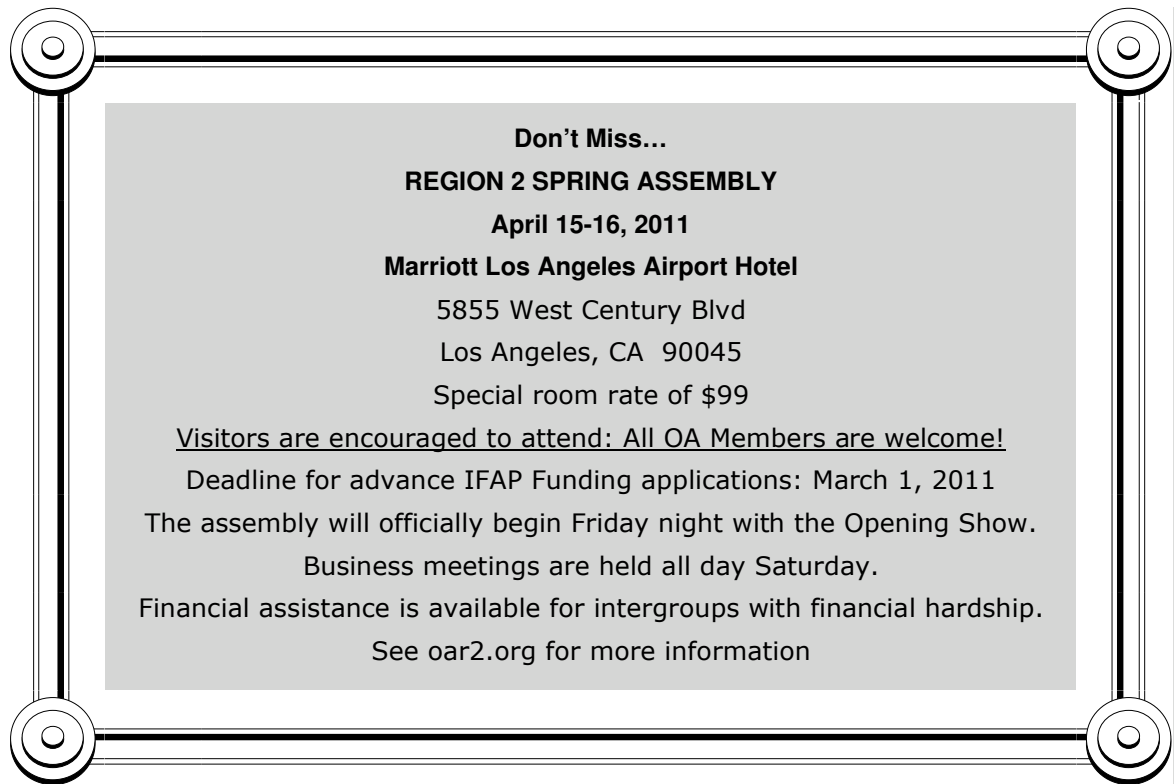 Don't Miss…
REGION 2 SPRING ASSEMBLY
April 15-16, 2011
Marriott Los Angeles Airport Hotel
5855 West Century Blvd
Los Angeles, CA  90045
Special room rate of $99
Visitors are encouraged to attend: All OA Members are welcome!
Deadline for advance IFAP Funding applications: March 1, 2011
The assembly will officially begin Friday night with the Opening Show.
Business meetings are held all day Saturday.
Financial assistance is available for intergroups with financial hardship.
See oar2.org for more information